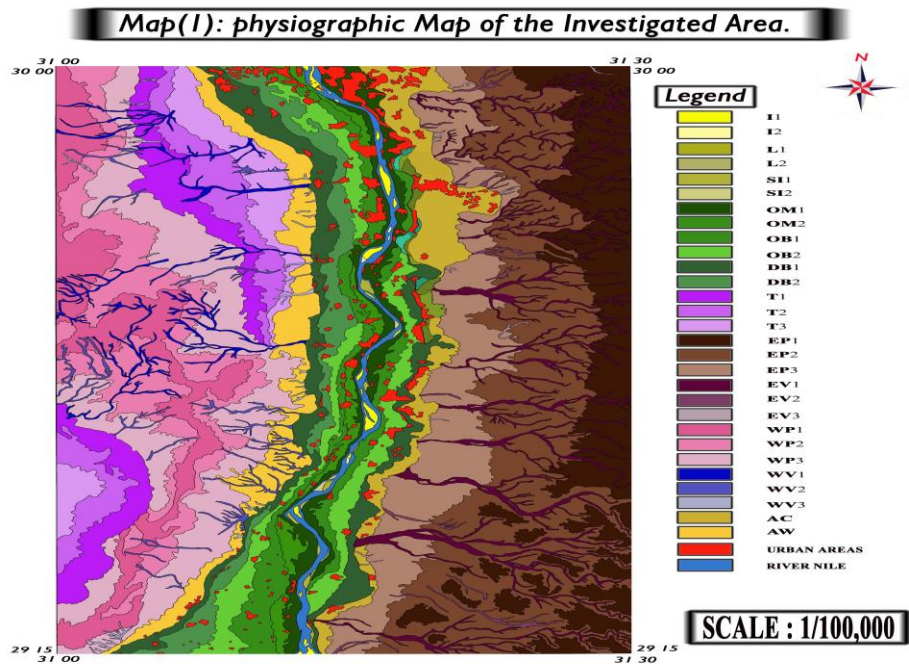 Map(1): physiographic Map of the Investigated Area.
31 00
30 00
31 30
30 00
N
Legend
I1
I2
L1
L2
SI1
SI2
OM1
OM2
OB1
OB2
DB1
DB2
T1
T2
T3
EP1
EP2
EP3
EV1
EV2
EV3
WP1
WP2
WP3
WV1
WV2
WV3
AC
AW
URBAN AREAS
RIVER NILE
SCALE : 1/100,000
29 15
31 00
29 15
31 30